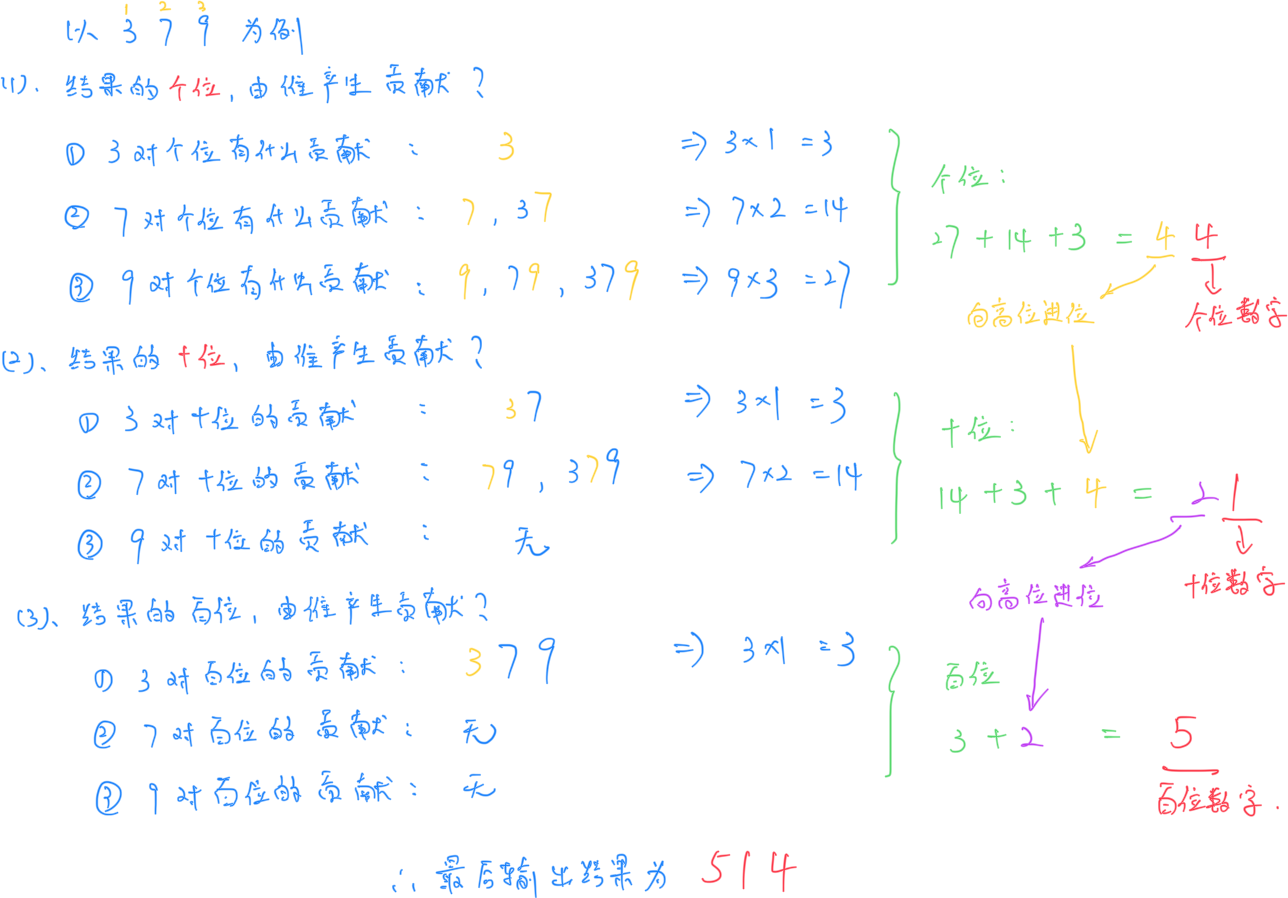 1 2 3
以 3 7 9 为例
(1)、结果的个位,由谁产生贡献?
① 3 对个位有什么贡献: 3 => 3×1 =3
② 7 对个位有什么贡献: 7, 37 => 7×2 =14
③ 9 对个位有什么贡献: 9, 79, 379 => 9×3 =27
个位:
27 + 14 + 3 = 4 4
向高位进位
个位数字
(2)、结果的十位,由谁产生贡献?
① 3 对十位的贡献 : 37 => 3×1 =3
② 7 对十位的贡献 : 79, 379 => 7×2 =14
③ 9 对十位的贡献 : 无
十位:
14 + 3 + 4 = 2 1
向高位进位
十位数字
(3)、结果的百位,由谁产生贡献?
① 3 对百位的贡献: 3 7 9 => 3×1 =3
② 7 对百位的贡献: 无
③ 9 对百位的贡献: 无
百位
3 + 2 = 5
百位数字.
∴ 最后输出结果为 5 1 4